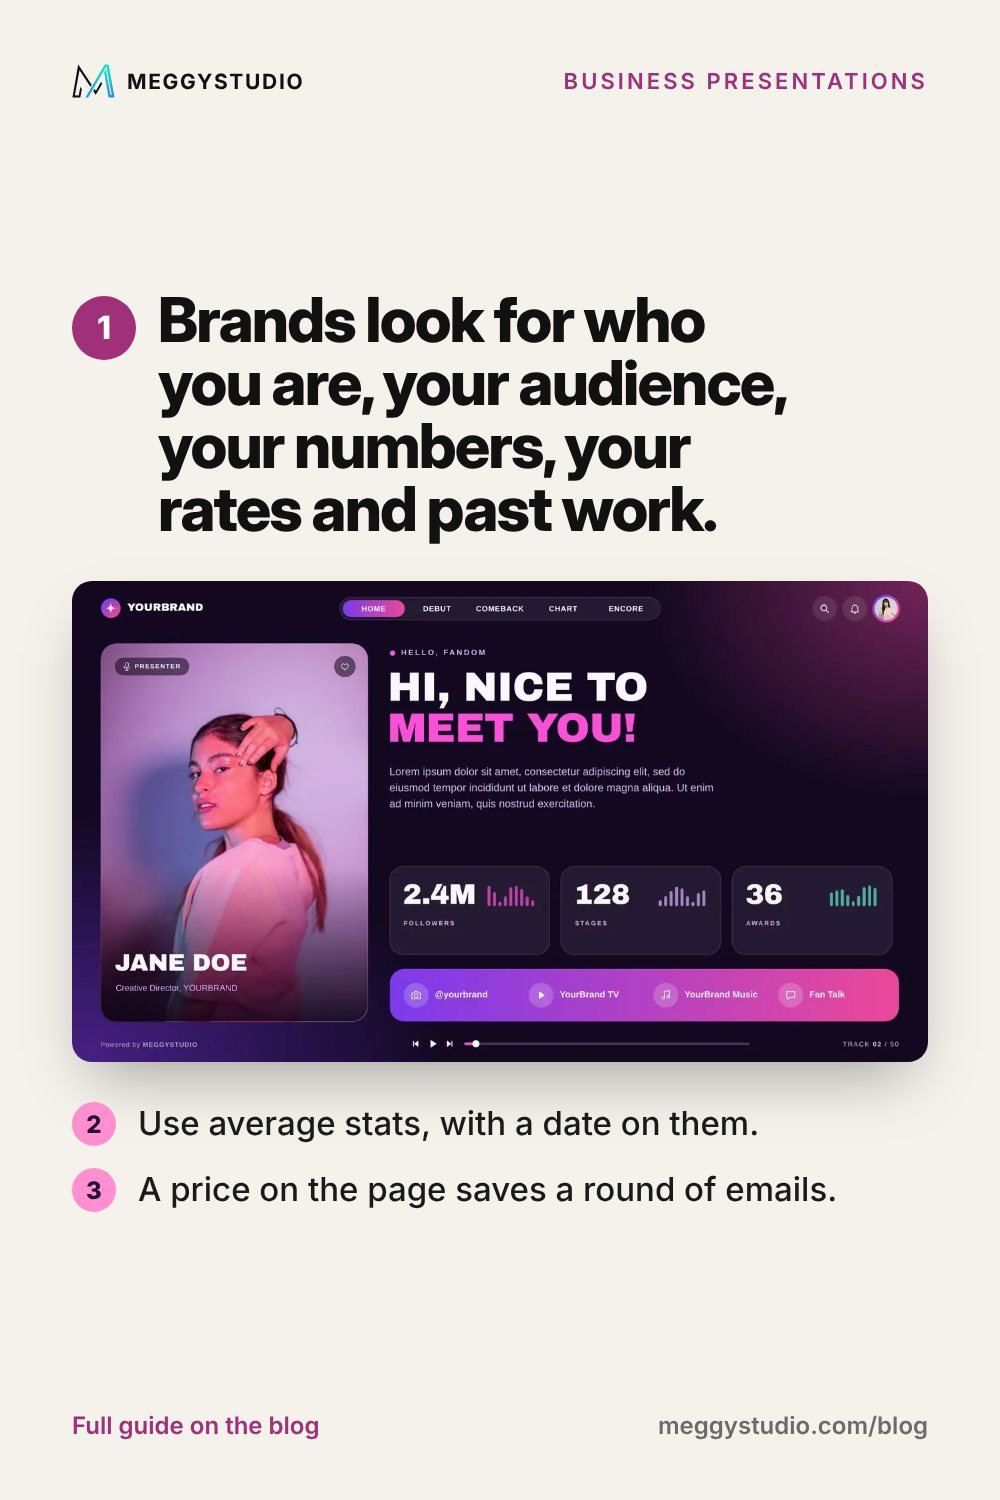 MEGGYSTUDIO
BUSINESS PRESENTATIONS
1
Brands look for who
you are, your audience,
your numbers, your
rates and past work.
YOURBRAND
HOME DEBUT COMEBACK CHART ENCORE
PRESENTER
HELLO, FANDOM
HI, NICE TO
MEET YOU!
Lorem ipsum dolor sit amet, consectetur adipiscing elit, sed do
eiusmod tempor incididunt ut labore et dolore magna aliqua. Ut enim
ad minim veniam, quis nostrud exercitation.
2.4M
FOLLOWERS
128
STAGES
36
AWARDS
JANE DOE
Creative Director, YOURBRAND
@yourbrand YourBrand TV YourBrand Music Fan Talk
Powered by MEGGYSTUDIO
TRACK 02 / 50
2 Use average stats, with a date on them.
3 A price on the page saves a round of emails.
Full guide on the blog
meggystudio.com/blog